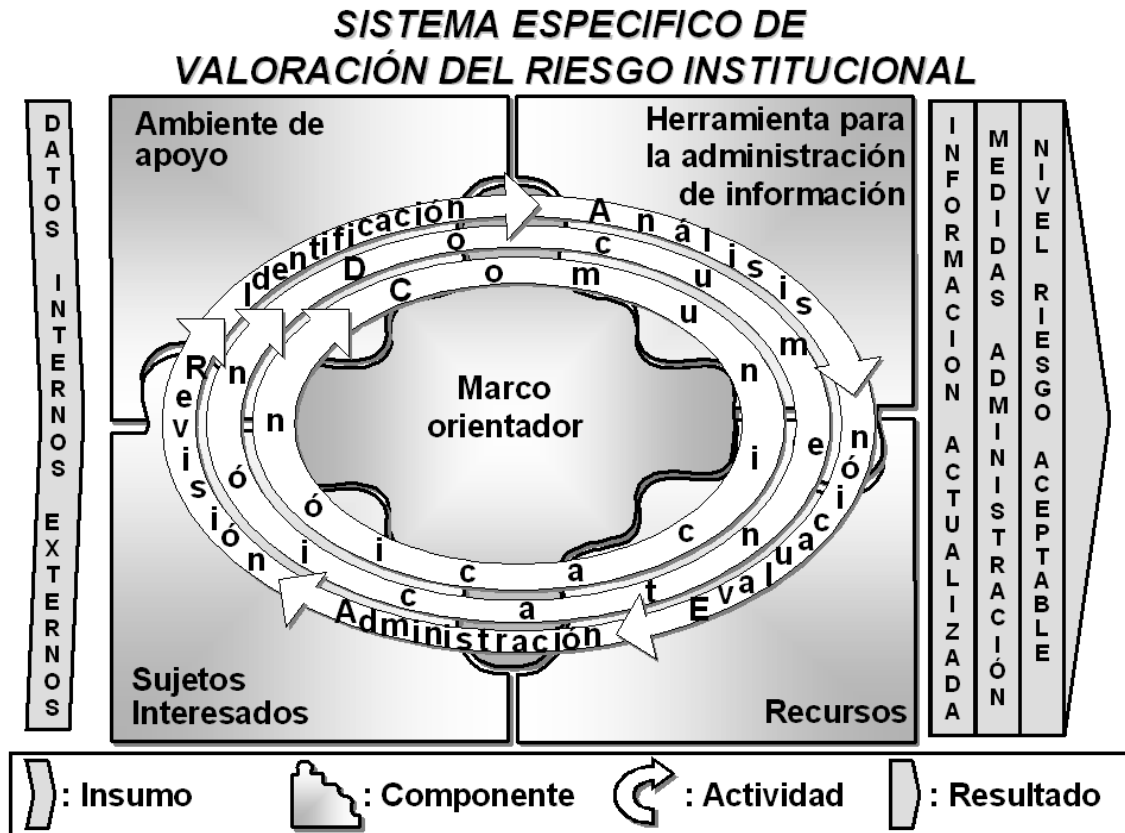 SISTEMA ESPECIFICO DE
VALORACIÓN DEL RIESGO INSTITUCIONAL
DATOS INTERNOS EXTERNOS
Ambiente de
apoyo
Herramienta para
la administración
de información
Identificación
Análisis
Evaluación
Administración
Revisión
Documentación
Comunicación
Marco
orientador
Sujetos
Interesados
Recursos
INFORMACION ACTUALIZADA
MEDIDAS ADMINISTRACIÓN
NIVEL RIESGO ACEPTABLE
: Insumo
: Componente
: Actividad
: Resultado